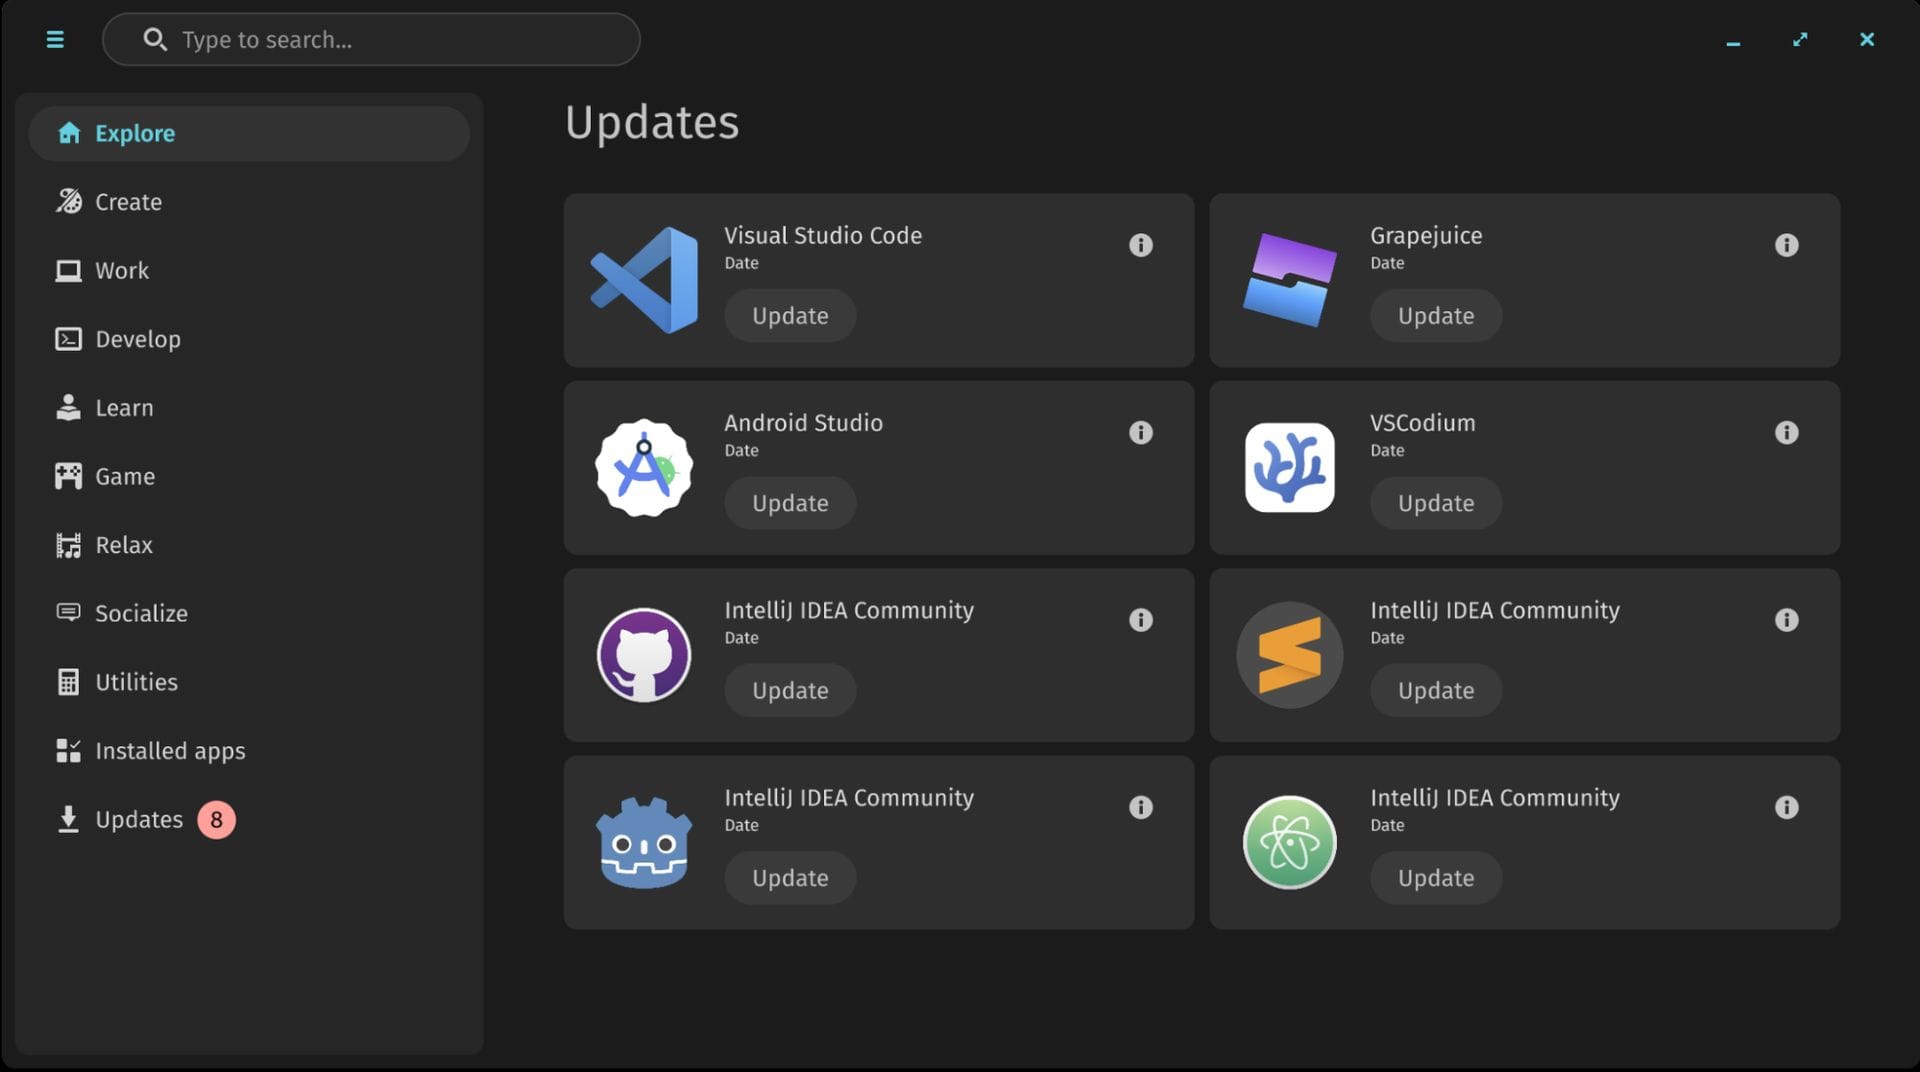 Type to search...
Explore
Create
Work
Develop
Learn
Game
Relax
Socialize
Utilities
Installed apps
Updates 8
Updates
Visual Studio Code
Date
Update
Grapejuice
Date
Update
Android Studio
Date
Update
VSCodium
Date
Update
IntelliJ IDEA Community
Date
Update
IntelliJ IDEA Community
Date
Update
IntelliJ IDEA Community
Date
Update
IntelliJ IDEA Community
Date
Update